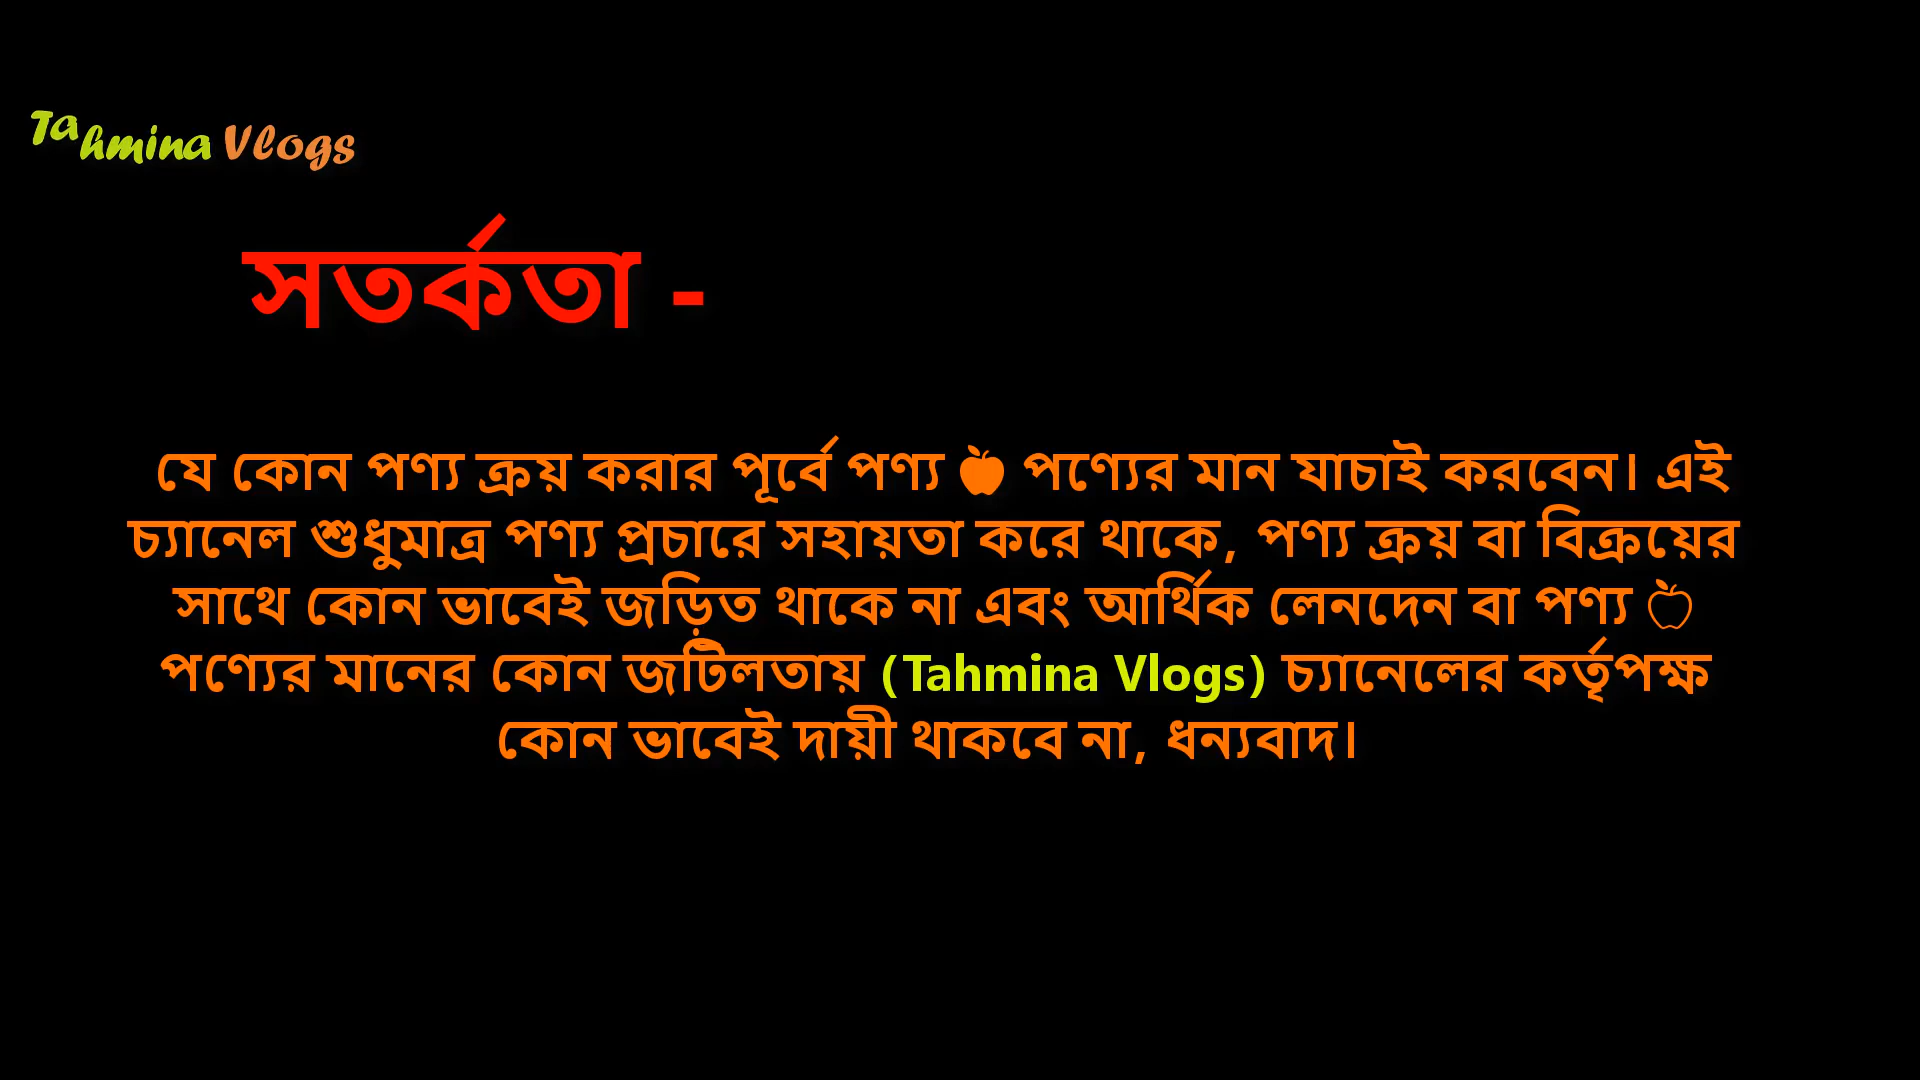 Tahmina Vlogs
সতর্কতা -
যে কোন পণ্য ক্রয় করার পূর্বে পণ্য 🍎 পণ্যের মান যাচাই করবেন। এই
চ্যানেল শুধুমাত্র পণ্য প্রচারে সহায়তা করে থাকে, পণ্য ক্রয় বা বিক্রয়ের
সাথে কোন ভাবেই জড়িত থাকে না এবং আর্থিক লেনদেন বা পণ্য 🍎
পণ্যের মানের কোন জটিলতায় (Tahmina Vlogs) চ্যানেলের কর্তৃপক্ষ
কোন ভাবেই দায়ী থাকবে না, ধন্যবাদ।